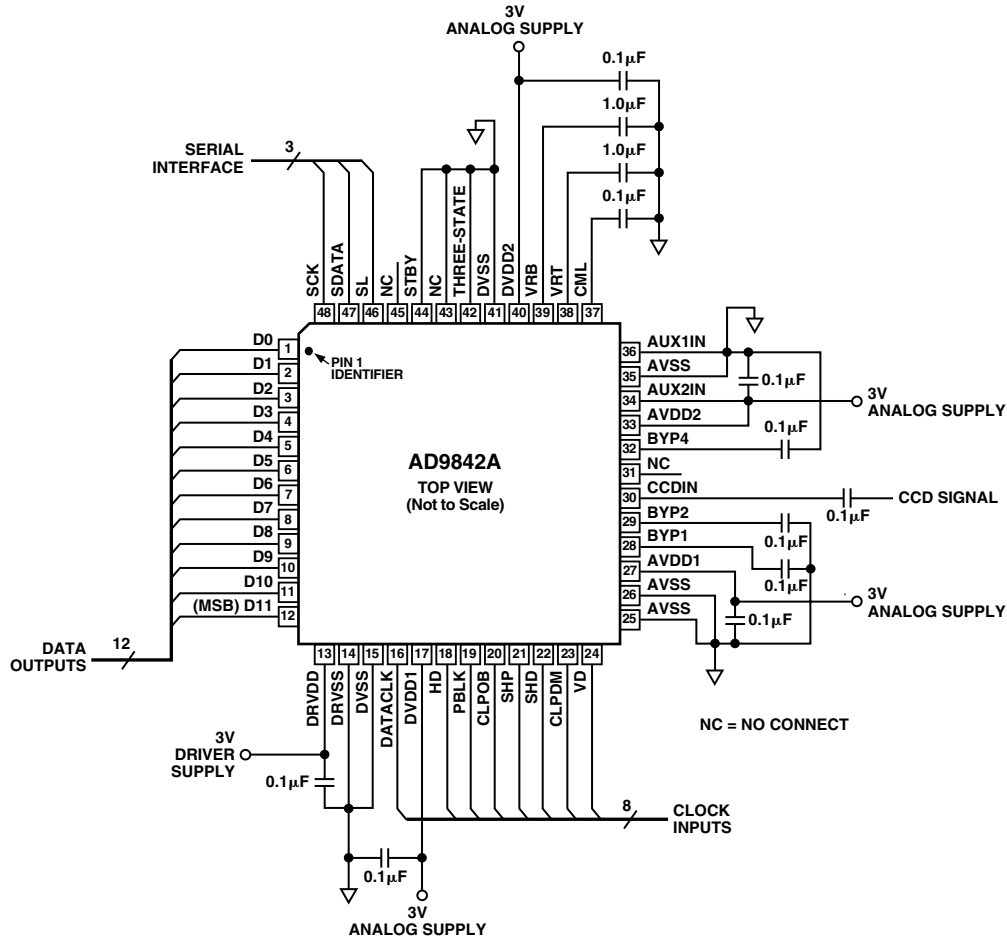 3V
ANALOG SUPPLY
0.1µF
1.0µF
1.0µF
0.1µF
SERIAL
INTERFACE
3
SCK
SDATA
SL
NC
STBY
NC
THREE-STATE
DVSS
DVDD2
VRB
VRT
CML
48 47 46 45 44 43 42 41 40 39 38 37
D0 1
D1 2
D2 3
D3 4
D4 5
D5 6
D6 7
D7 8
D8 9
D9 10
D10 11
(MSB) D11 12
PIN 1
IDENTIFIER
AD9842A
TOP VIEW
(Not to Scale)
36 AUX1IN
35 AVSS
34 AUX2IN
33 AVDD2
32 BYP4
31 NC
30 CCDIN
29 BYP2
28 BYP1
27 AVDD1
26 AVSS
25 AVSS
0.1µF
3V
ANALOG SUPPLY
0.1µF
CCD SIGNAL
0.1µF
0.1µF
0.1µF
3V
ANALOG SUPPLY
0.1µF
DATA
OUTPUTS
12
13 14 15 16 17 18 19 20 21 22 23 24
DRVDD
DRVSS
DVSS
DATACLK
DVDD1
HD
PBLK
CLPOB
SHP
SHD
CLPDM
VD
NC = NO CONNECT
3V
DRIVER
SUPPLY
0.1µF
8
CLOCK
INPUTS
0.1µF
3V
ANALOG SUPPLY